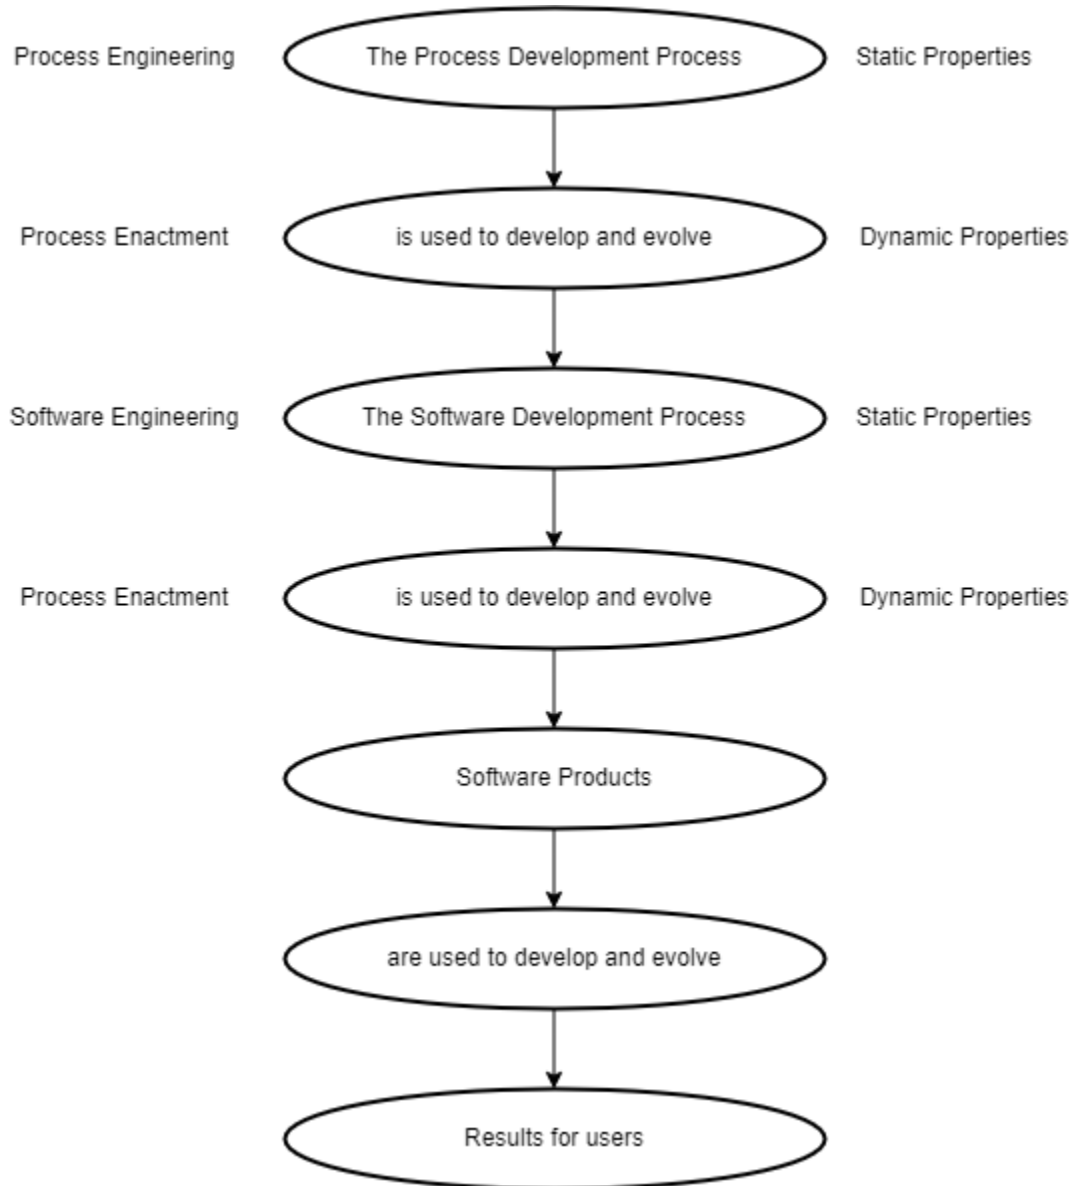 Process Engineering The Process Development Process Static Properties
Process Enactment is used to develop and evolve Dynamic Properties
Software Engineering The Software Development Process Static Properties
Process Enactment is used to develop and evolve Dynamic Properties
Software Products
are used to develop and evolve
Results for users